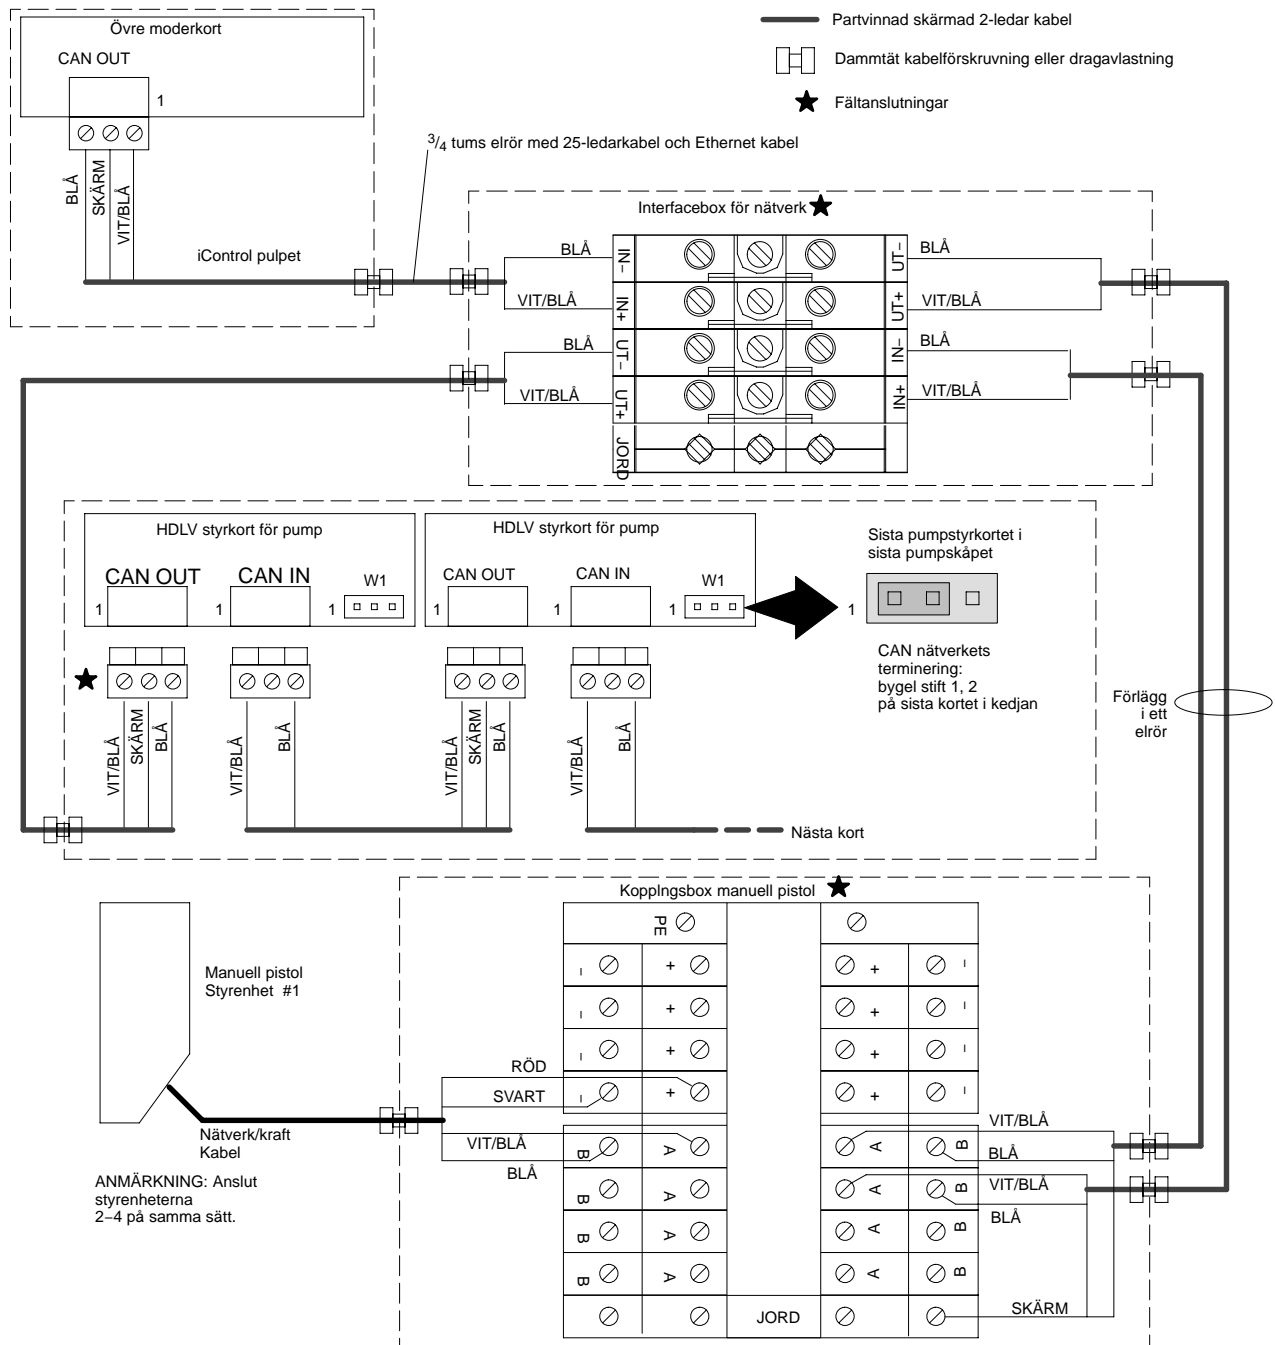 Övre moderkort
CAN OUT
1
BLÅ
SKÄRM
VIT/BLÅ
iControl pulpet
Partvinnad skärmad 2-ledar kabel
Dammtät kabelförskruvning eller dragavlastning
Fältanslutningar
3/4 tums elrör med 25-ledarkabel och Ethernet kabel
Interfacebox för nätverk
BLÅ
IN−
UT−
BLÅ
VIT/BLÅ
IN+
UT+
VIT/BLÅ
BLÅ
UT−
IN−
BLÅ
VIT/BLÅ
UT+
IN+
VIT/BLÅ
JORD
HDLV styrkort för pump
CAN OUT
CAN IN
W1
1
1
1
HDLV styrkort för pump
CAN OUT
CAN IN
W1
1
1
1
Sista pumpstyrkortet i
sista pumpskåpet
1
CAN nätverkets
terminering:
bygel stift 1, 2
på sista kortet i kedjan
VIT/BLÅ
SKÄRM
BLÅ
VIT/BLÅ
BLÅ
VIT/BLÅ
SKÄRM
BLÅ
VIT/BLÅ
BLÅ
Nästa kort
Förlägg
i ett
elrör
Kopplngsbox manuell pistol
PE
− + + −
− + + −
− + + −
− + + −
Manuell pistol
Styrenhet #1
RÖD
SVART
VIT/BLÅ
BLÅ
Nätverk/kraft
Kabel
ANMÄRKNING: Anslut
styrenheterna
2−4 på samma sätt.
B A A B
B A A B
B A A B
B A A B
VIT/BLÅ
BLÅ
VIT/BLÅ
BLÅ
JORD
SKÄRM